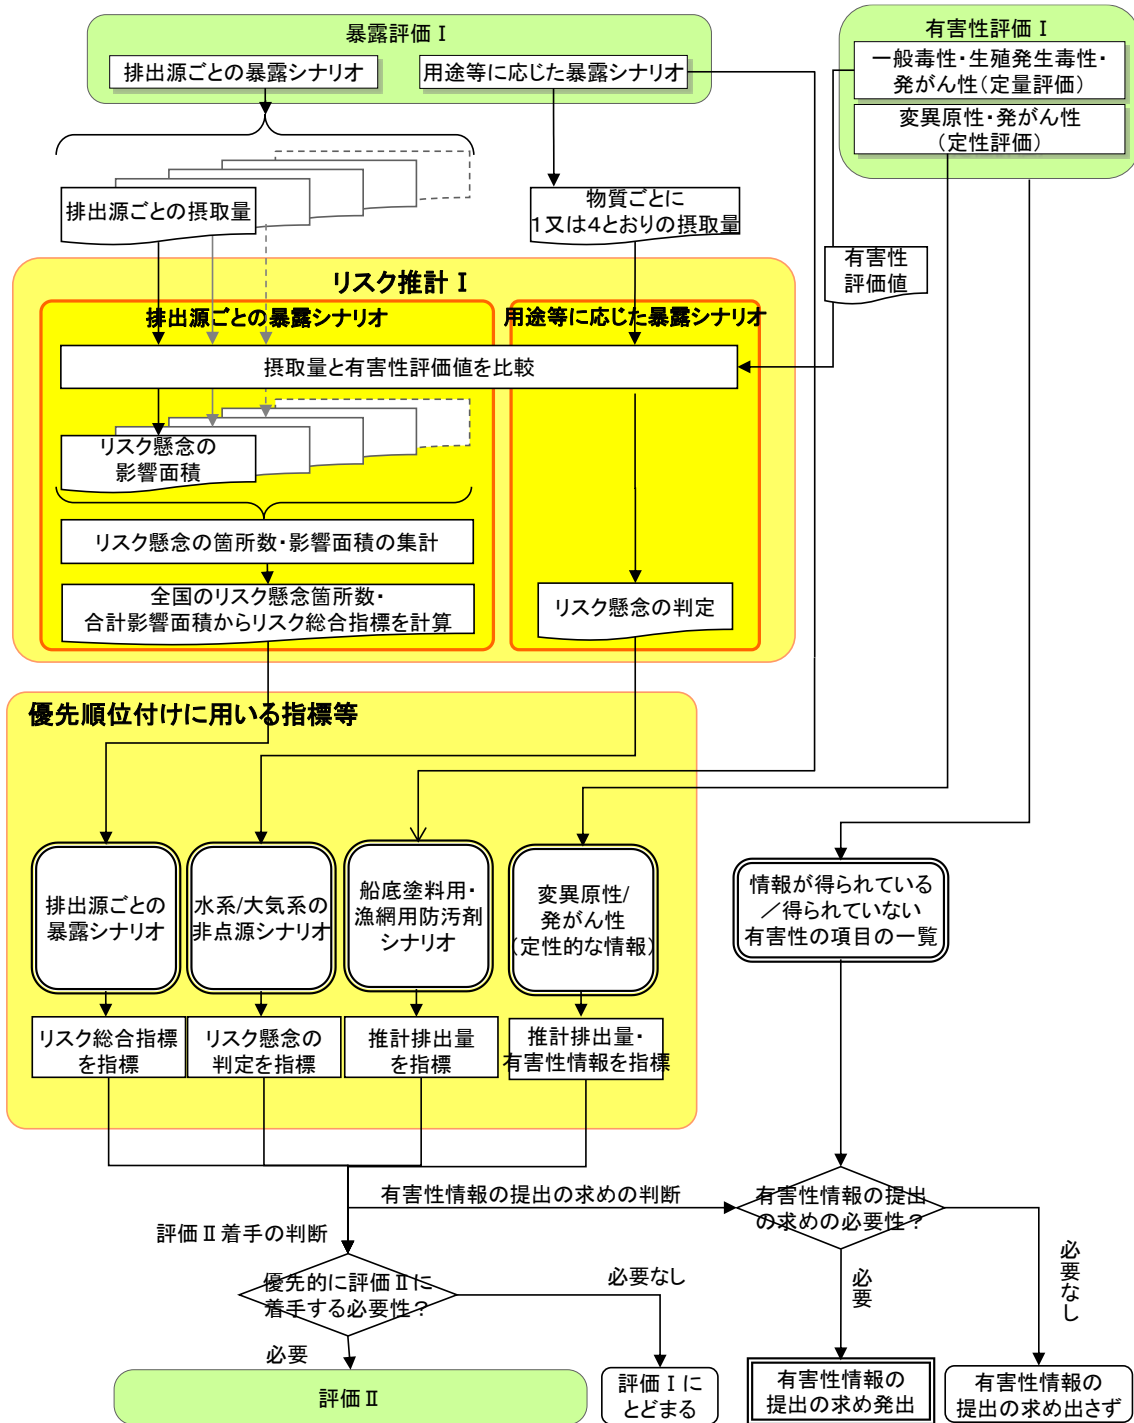 暴露評価Ⅰ
排出源ごとの暴露シナリオ
用途等に応じた暴露シナリオ
有害性評価Ⅰ
一般毒性・生殖発生毒性・
発がん性(定量評価)
変異原性・発がん性
(定性評価)
排出源ごとの摂取量
物質ごとに
1又は4とおりの摂取量
有害性
評価値
リスク推計Ⅰ
排出源ごとの暴露シナリオ
用途等に応じた暴露シナリオ
摂取量と有害性評価値を比較
リスク懸念の
影響面積
リスク懸念の箇所数・影響面積の集計
全国のリスク懸念箇所数・
合計影響面積からリスク総合指標を計算
リスク懸念の判定
優先順位付けに用いる指標等
排出源ごとの
暴露シナリオ
水系/大気系の
非点源シナリオ
船底塗料用・
漁網用防汚剤
シナリオ
変異原性/
発がん性
(定性的な情報)
情報が得られている
／得られていない
有害性の項目の一覧
リスク総合指標
を指標
リスク懸念の
判定を指標
推計排出量
を指標
推計排出量・
有害性情報を指標
有害性情報の提出の求めの判断
有害性情報の提出
の求めの必要性？
評価Ⅱ着手の判断
優先的に評価Ⅱに
着手する必要性？
必要なし
必要
必要
必要なし
評価Ⅱ
評価Ⅰに
とどまる
有害性情報の
提出の求め発出
有害性情報の
提出の求め出さず